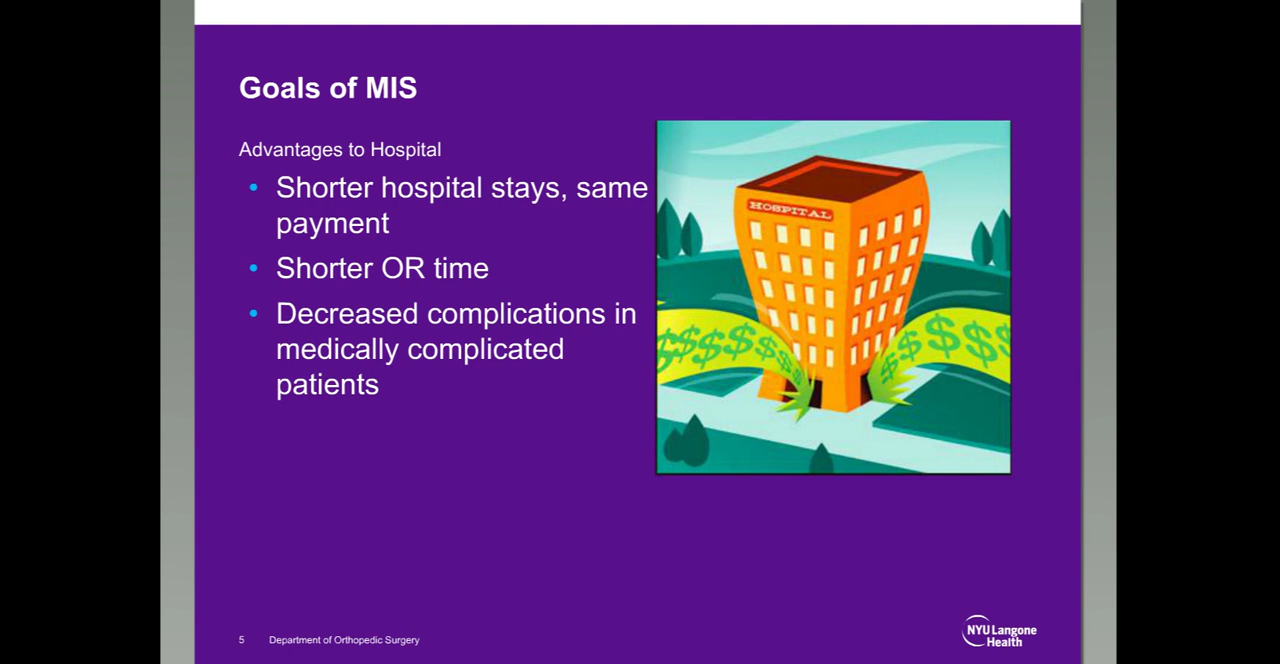 Goals of MIS
Advantages to Hospital
• Shorter hospital stays, same
payment
• Shorter OR time
• Decreased complications in
medically complicated
patients
HOSPITAL
$$$$$$$$
$$$$$
5 Department of Orthopedic Surgery
NYU Langone
Health